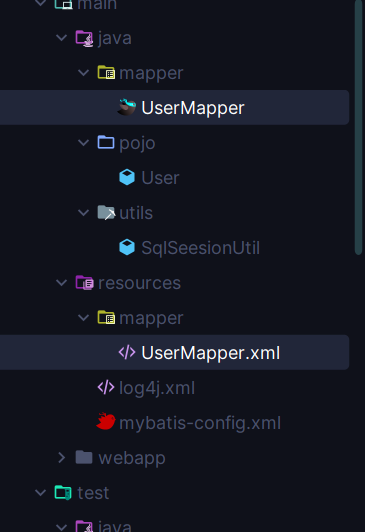 main
java
mapper
UserMapper
pojo
User
utils
SqlSeesionUtil
resources
mapper
UserMapper.xml
log4j.xml
mybatis-config.xml
webapp
test
java